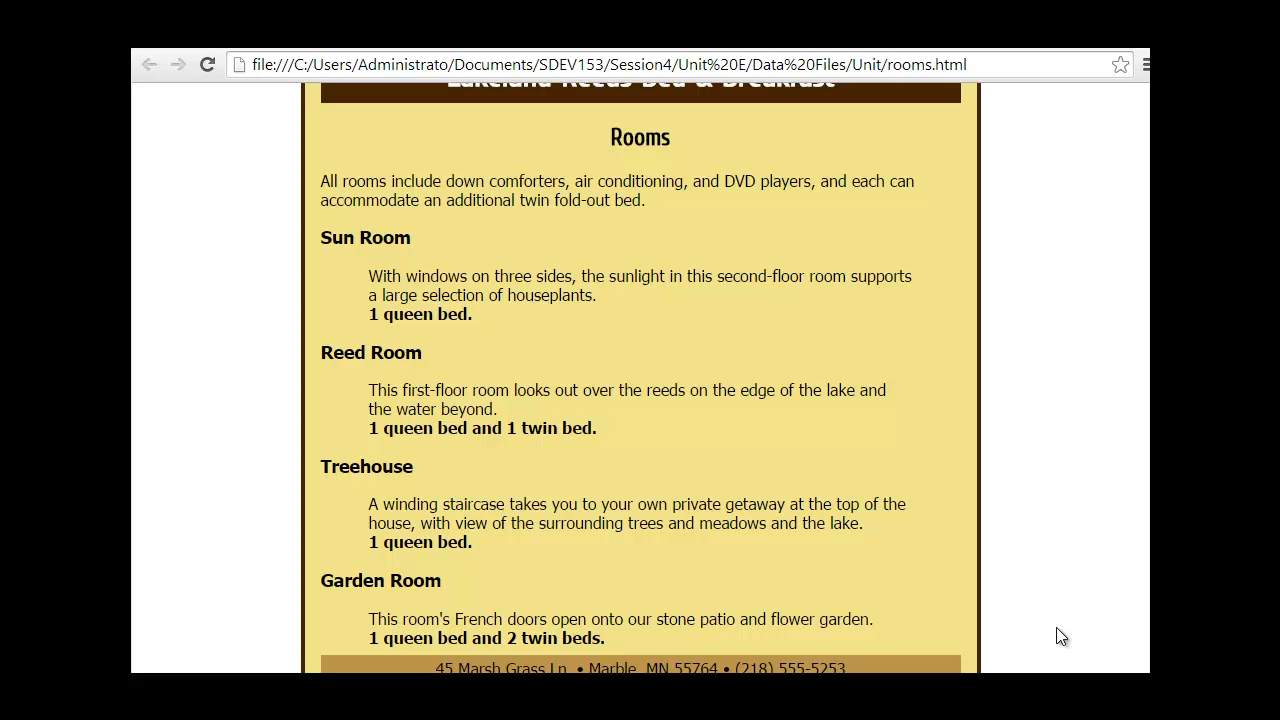 file:///C:/Users/Administrato/Documents/SDEV153/Session4/Unit%20E/Data%20Files/Unit/rooms.html
Lakeland Reeds Bed & Breakfast
Rooms
All rooms include down comforters, air conditioning, and DVD players, and each can
accommodate an additional twin fold-out bed.
Sun Room
With windows on three sides, the sunlight in this second-floor room supports
a large selection of houseplants.
1 queen bed.
Reed Room
This first-floor room looks out over the reeds on the edge of the lake and
the water beyond.
1 queen bed and 1 twin bed.
Treehouse
A winding staircase takes you to your own private getaway at the top of the
house, with view of the surrounding trees and meadows and the lake.
1 queen bed.
Garden Room
This room's French doors open onto our stone patio and flower garden.
1 queen bed and 2 twin beds.
45 Marsh Grass Ln. • Marble, MN 55764 • (218) 555-5253